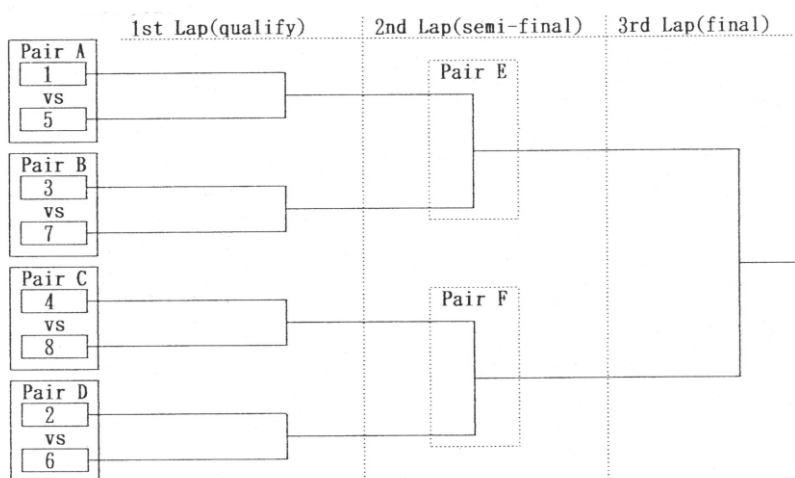 1st Lap(qualify) 2nd Lap(semi-final) 3rd Lap(final)
Pair A
1
vs
5
Pair B
3
vs
7
Pair C
4
vs
8
Pair D
2
vs
6
Pair E
Pair F